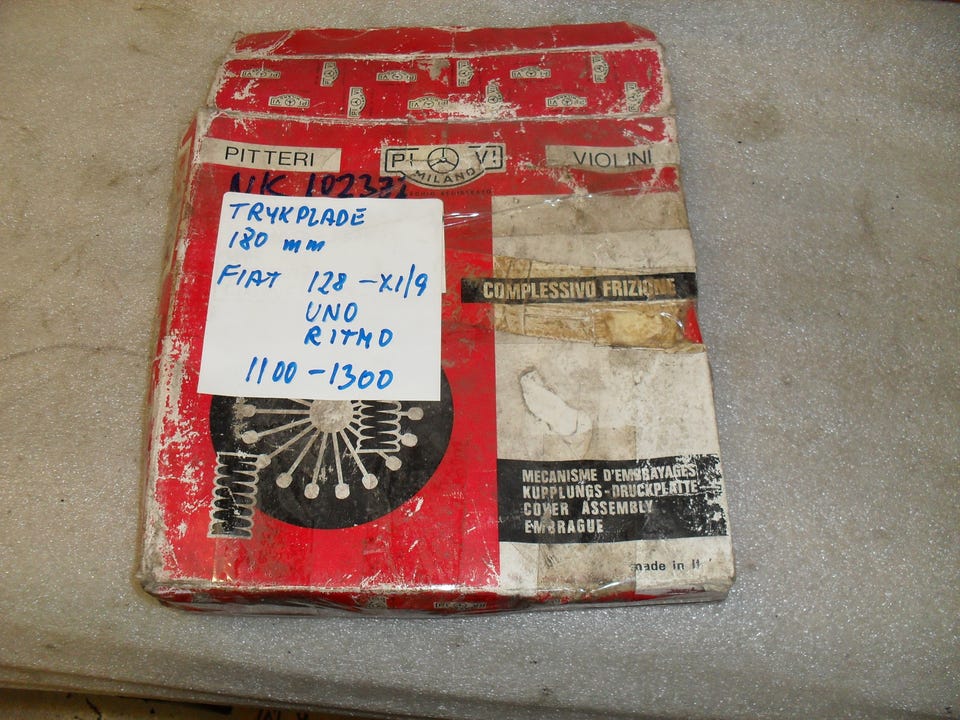 PITTERI
PI VI
MILANO
VIOLINI
TRYKPLADE
180 mm
FIAT 128 - X1/9
UNO
RITMO
1100 - 1300
COMPLESSIVO FRIZIONE
MECANISME D'EMBRAYAGES
KUPPLUNGS-DRUCKPLATTE
COVER ASSEMBLY
EMBRAGUE
made in